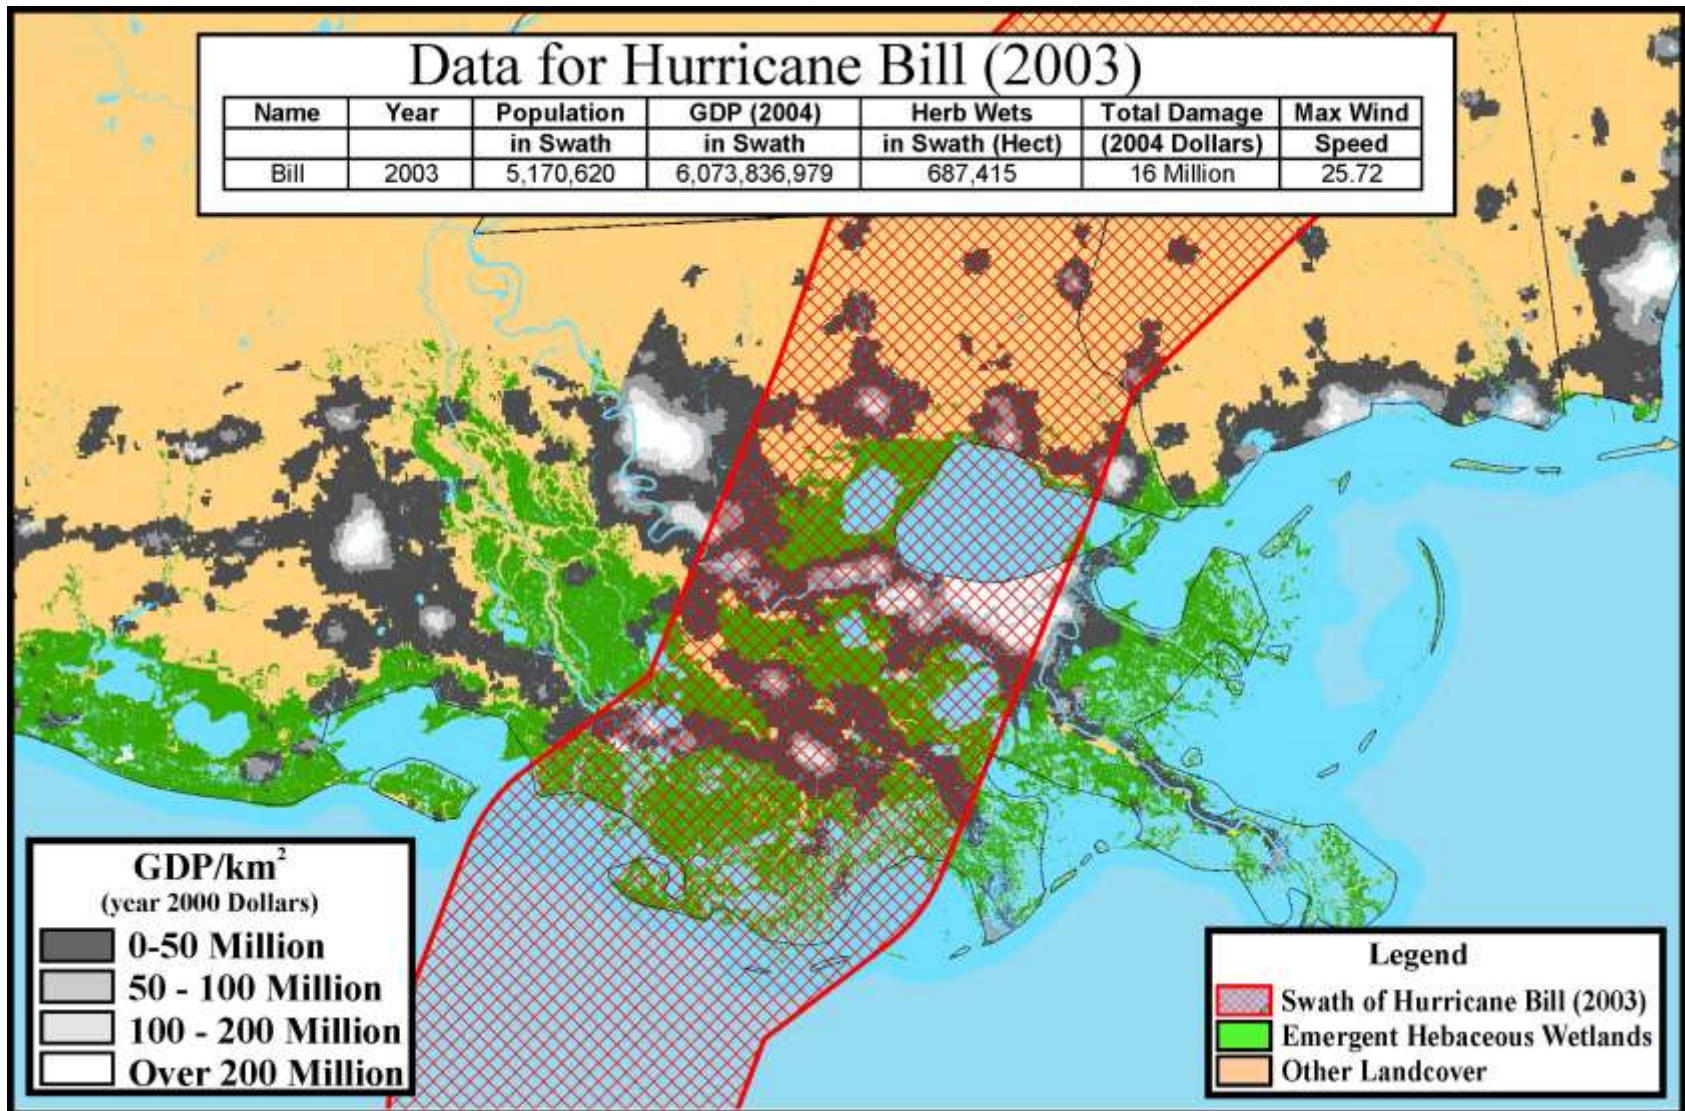 Data for Hurricane Bill (2003)
Name Year Population GDP (2004) Herb Wets Total Damage Max Wind
in Swath in Swath in Swath (Hect) (2004 Dollars) Speed
Bill 2003 5,170,620 6,073,836,979 687,415 16 Million 25.72
GDP/km²
(year 2000 Dollars)
0-50 Million
50 - 100 Million
100 - 200 Million
Over 200 Million
Legend
Swath of Hurricane Bill (2003)
Emergent Hebaceous Wetlands
Other Landcover